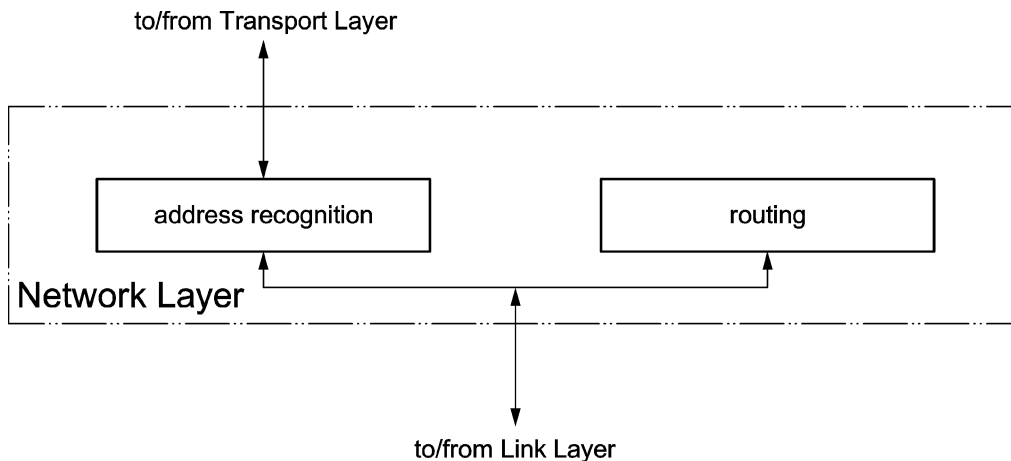 to/from Transport Layer
address recognition
routing
Network Layer
to/from Link Layer